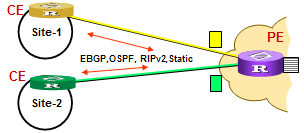 CE
R
Site-1
PE
EBGP,OSPF, RIPv2,Static
R
CE
R
Site-2